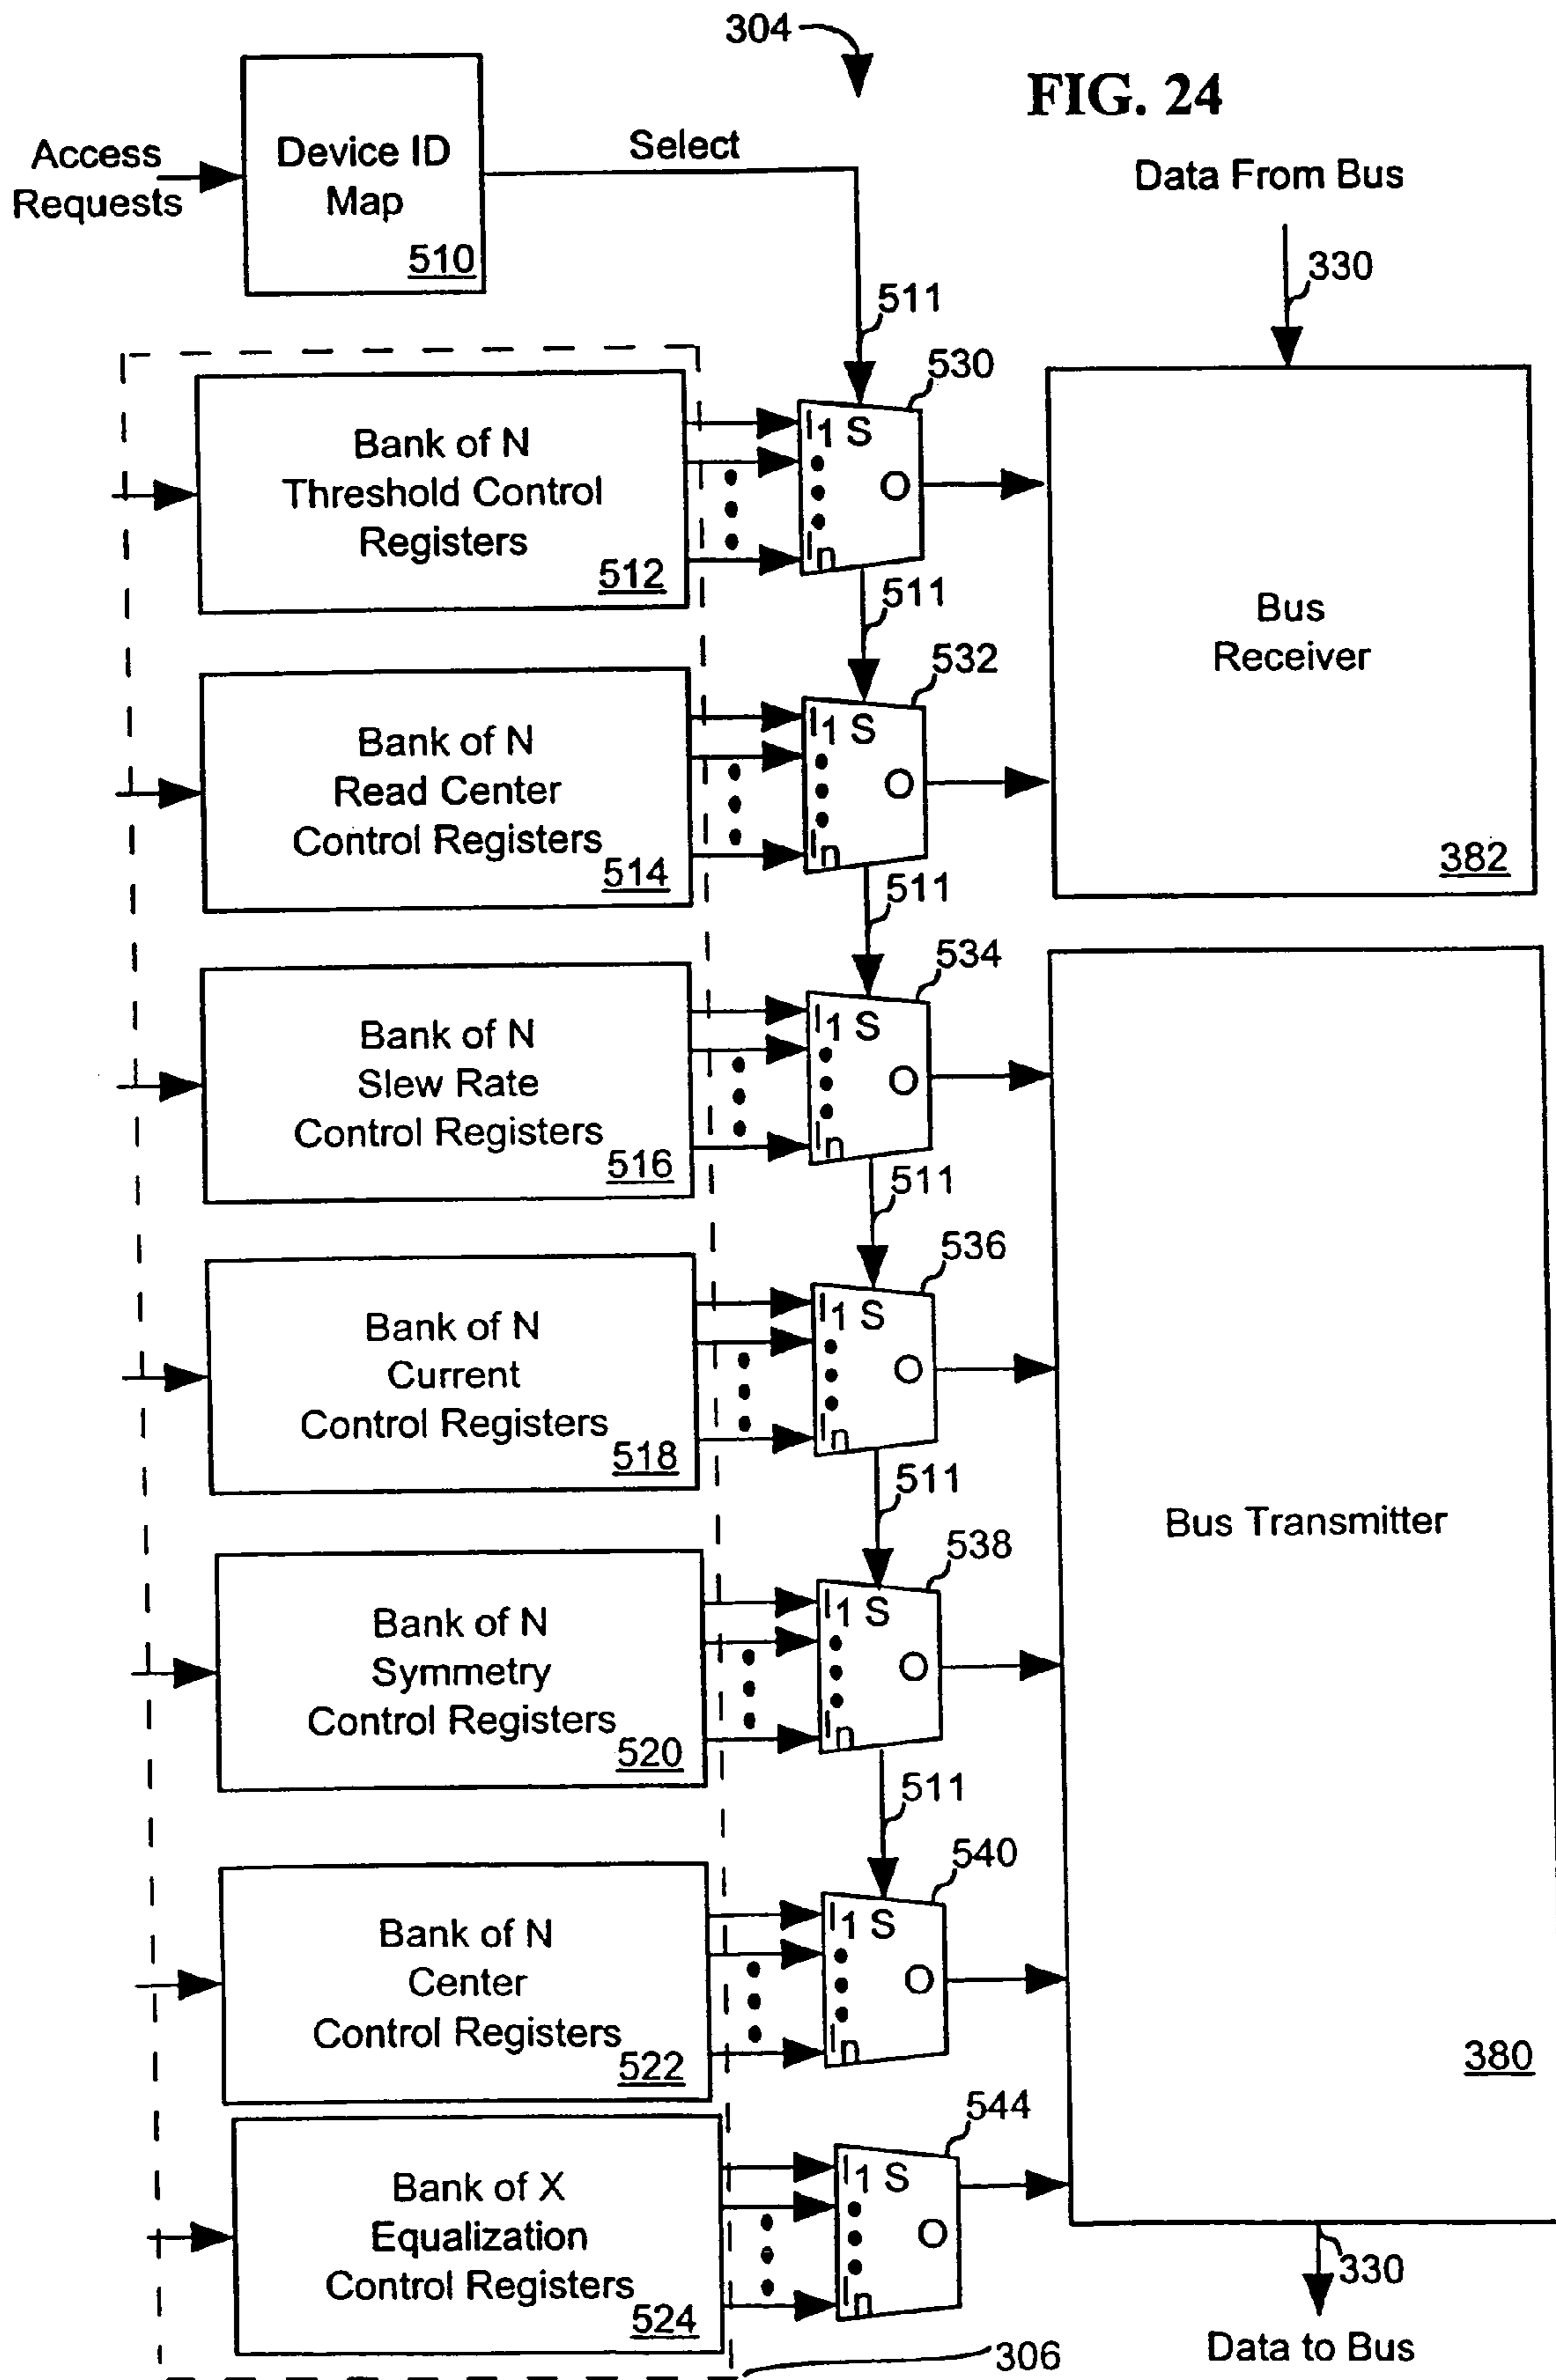 304
FIG. 24
Access
Requests
Device ID
Map
510
Select
Data From Bus
330
511
530
Bank of N
Threshold Control
Registers
512
I1 S
O
In
Bus
Receiver
382
511
532
Bank of N
Read Center
Control Registers
514
I1 S
O
In
511
534
Bank of N
Slew Rate
Control Registers
516
I1 S
O
In
511
536
Bank of N
Current
Control Registers
518
I1 S
O
In
Bus Transmitter
380
511
538
Bank of N
Symmetry
Control Registers
520
I1 S
O
In
511
540
Bank of N
Center
Control Registers
522
I1 S
O
In
544
Bank of X
Equalization
Control Registers
524
I1 S
O
In
330
Data to Bus
306